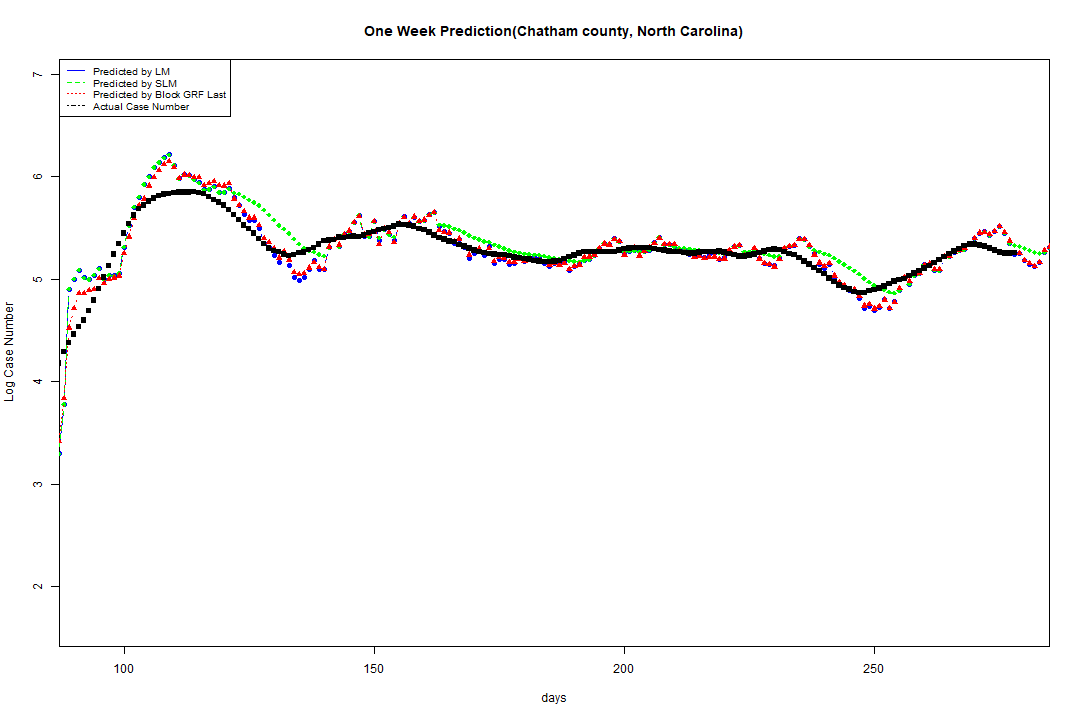 One Week Prediction(Chatham county, North Carolina)
Predicted by LM
Predicted by SLM
Predicted by Block GRF Last
Actual Case Number
7
6
5
4
3
2
Log Case Number
100 150 200 250
days